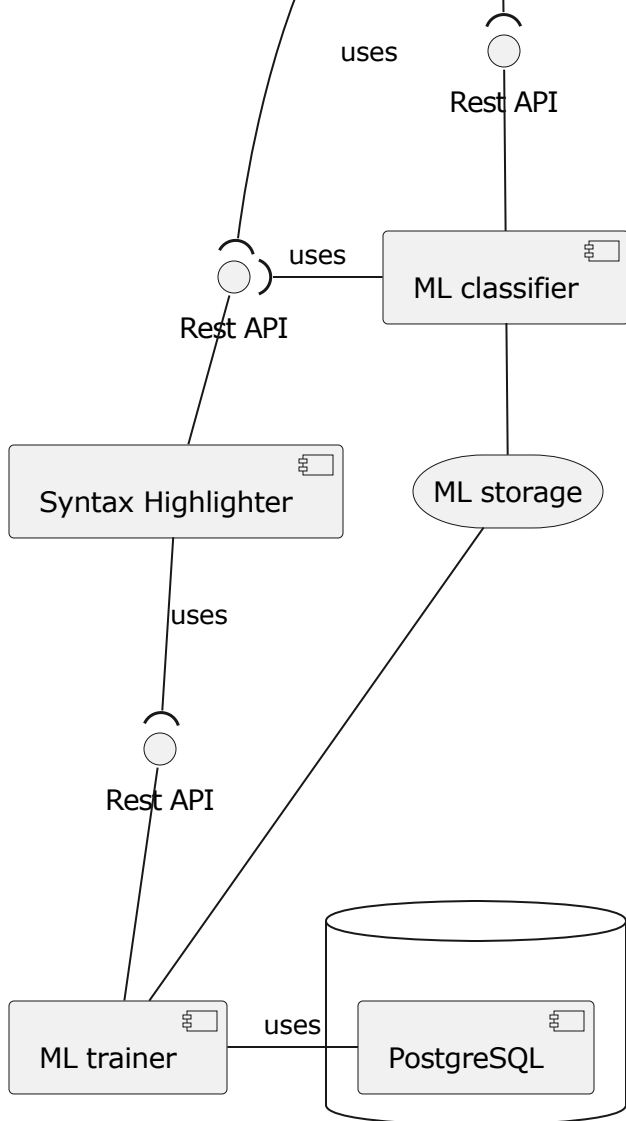 uses
Rest API
uses
ML classifier
Rest API
Syntax Highlighter
ML storage
uses
Rest API
uses
ML trainer
PostgreSQL